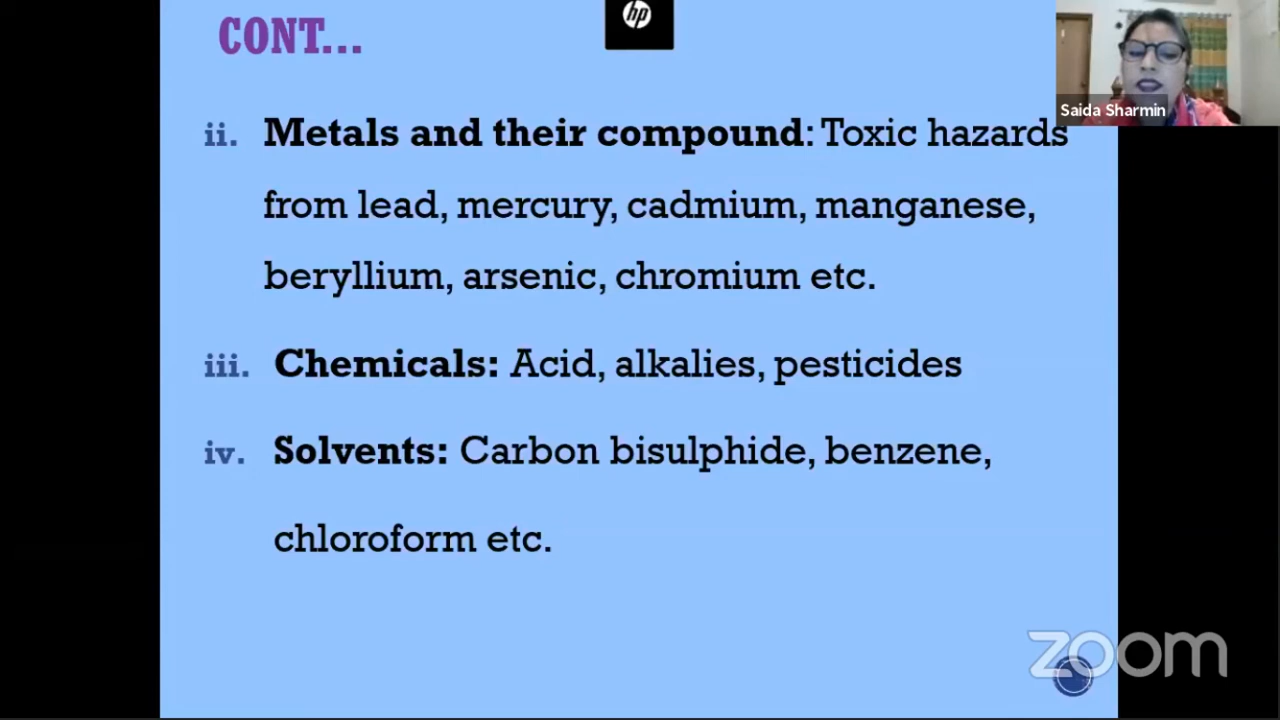 CONT...
hp
Saida Sharmin
ii. Metals and their compound: Toxic hazards
from lead, mercury, cadmium, manganese,
beryllium, arsenic, chromium etc.
iii. Chemicals: Acid, alkalies, pesticides
iv. Solvents: Carbon bisulphide, benzene,
chloroform etc.
zoom